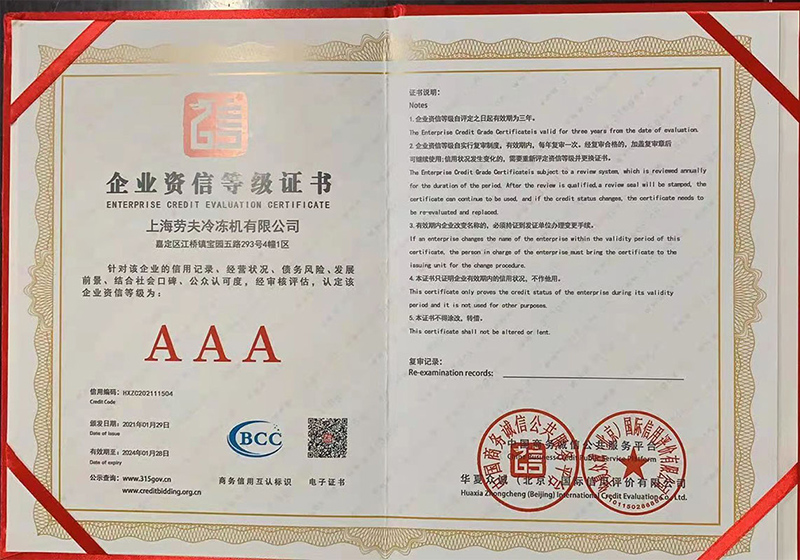 企业资信等级证书
ENTERPRISE CREDIT EVALUATION CERTIFICATE
上海劳夫冷冻机有限公司
嘉定区江桥镇宝园五路293号4幢1区
针对该企业的信用记录、经营状况、债务风险、发展
前景、结合社会口碑、公众认可度，经审核评估，认定该
企业资信等级为：
AAA
信用编码：HXZC202111504
Credit Code
颁发日期：2021年01月29日
Date of issue
有效期至：2024年01月28日
Date of expiry
公示查询：www.315gov.cn
www.creditbidding.org.cn
BCC
商务信用互认标识
电子证书
证书说明：
Notes
1.企业资信等级自评定之日起有效期为三年。
The Enterprise Credit Grade Certificateis valid for three years from the date of evaluation.
2.企业资信等级自实行复审制度，有效期内，每年复审一次。经复审合格的，加盖复审章后
可继续使用；信用状况发生变化的，需要重新评定资信等级并更换证书。
The Enterprise Credit Grade Certificateis subject to a review system, which is reviewed annually
for the duration of the period. After the review is qualified,a review seal will be stamped, the
certificate can continue to be used, and if the credit status changes, the certificate needs to
be re-evaluated and replaced.
3.有效期内企业改变名称的，必须持证到发证单位办理变更手续。
If an enterprise changes the name of the enterprise within the validity period of this
certificate, the person in charge of the enterprise must bring the certificate to the
issuing unit for the change procedure.
4.本证书只证明企业有效期内的信用状况，不作他用。
This certificate only proves the credit status of the enterprise during its validity
period and it is not used for other purposes.
5.本证书不得涂改，转借。
This certificate shall not be altered or lent.
复审记录：
Re-examination records:
中国商务诚信公共服务平台
华夏众诚（北京）国际信用评价有限公司
Huaxia Zhongcheng (Beijing) International Credit Evaluation Co., Ltd.